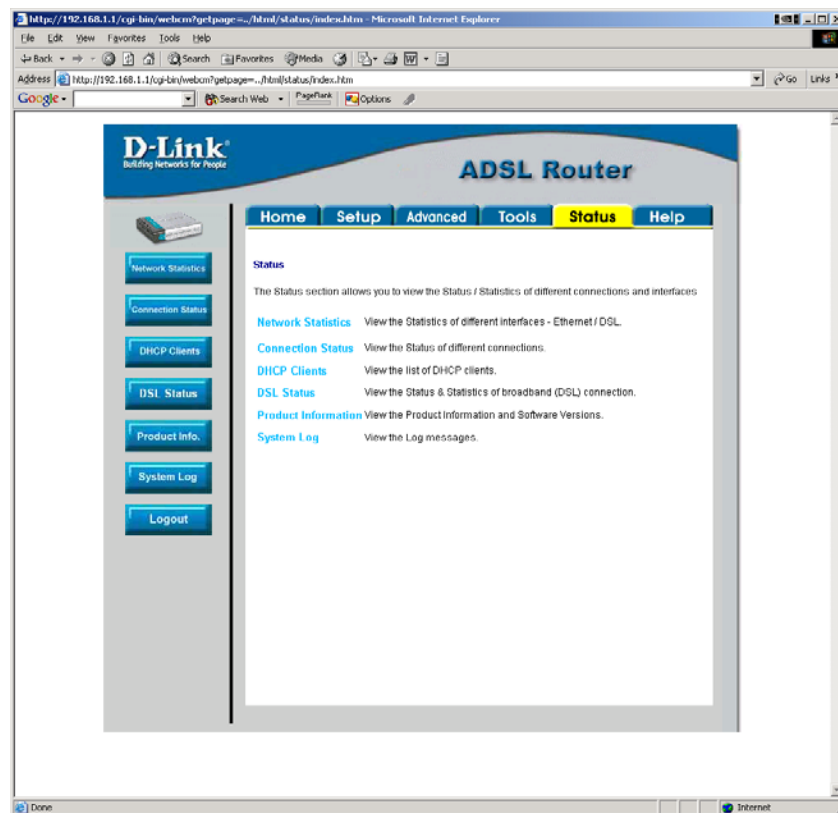 http://192.168.1.1/cgi-bin/webcm?getpage=../html/status/index.htm - Microsoft Internet Explorer
File Edit View Favorites Tools Help
Back Search Favorites Media
Address http://192.168.1.1/cgi-bin/webcm?getpage=../html/status/index.htm Go Links
Google Search Web PageRank Options
D-Link
Building Networks for People
ADSL Router
Home Setup Advanced Tools Status Help
Network Statistics
Connection Status
DHCP Clients
DSL Status
Product Info.
System Log
Logout
Status
The Status section allows you to view the Status / Statistics of different connections and interfaces
Network Statistics View the Statistics of different interfaces - Ethernet / DSL.
Connection Status View the Status of different connections.
DHCP Clients View the list of DHCP clients.
DSL Status View the Status & Statistics of broadband (DSL) connection.
Product Information View the Product Information and Software Versions.
System Log View the Log messages.
Done Internet